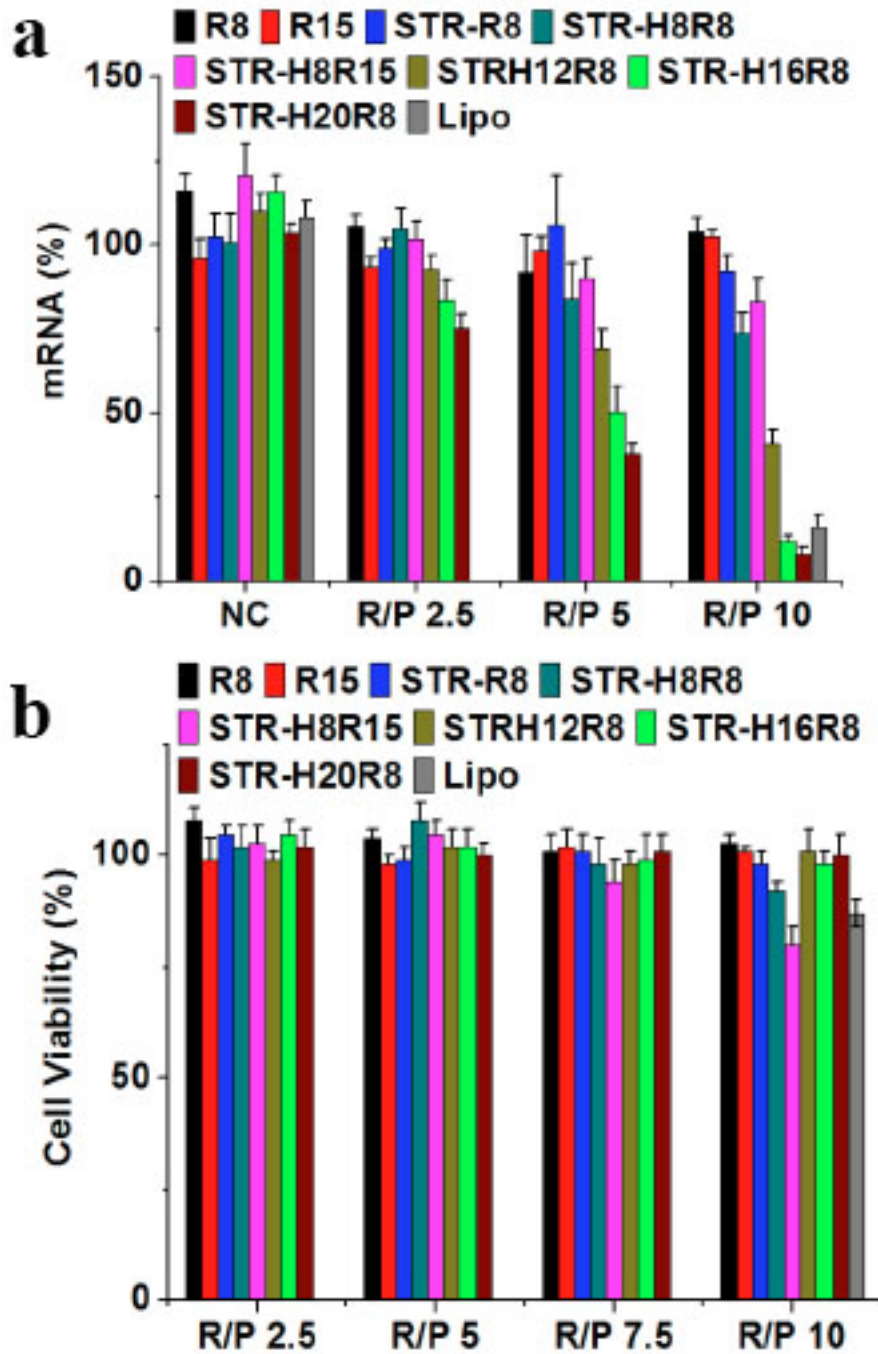 a
R8 R15 STR-R8 STR-H8R8
STR-H8R15 STRH12R8 STR-H16R8
STR-H20R8 Lipo
150
100
50
0
mRNA (%)
NC R/P 2.5 R/P 5 R/P 10
b
R8 R15 STR-R8 STR-H8R8
STR-H8R15 STRH12R8 STR-H16R8
STR-H20R8 Lipo
100
50
0
Cell Viability (%)
R/P 2.5 R/P 5 R/P 7.5 R/P 10